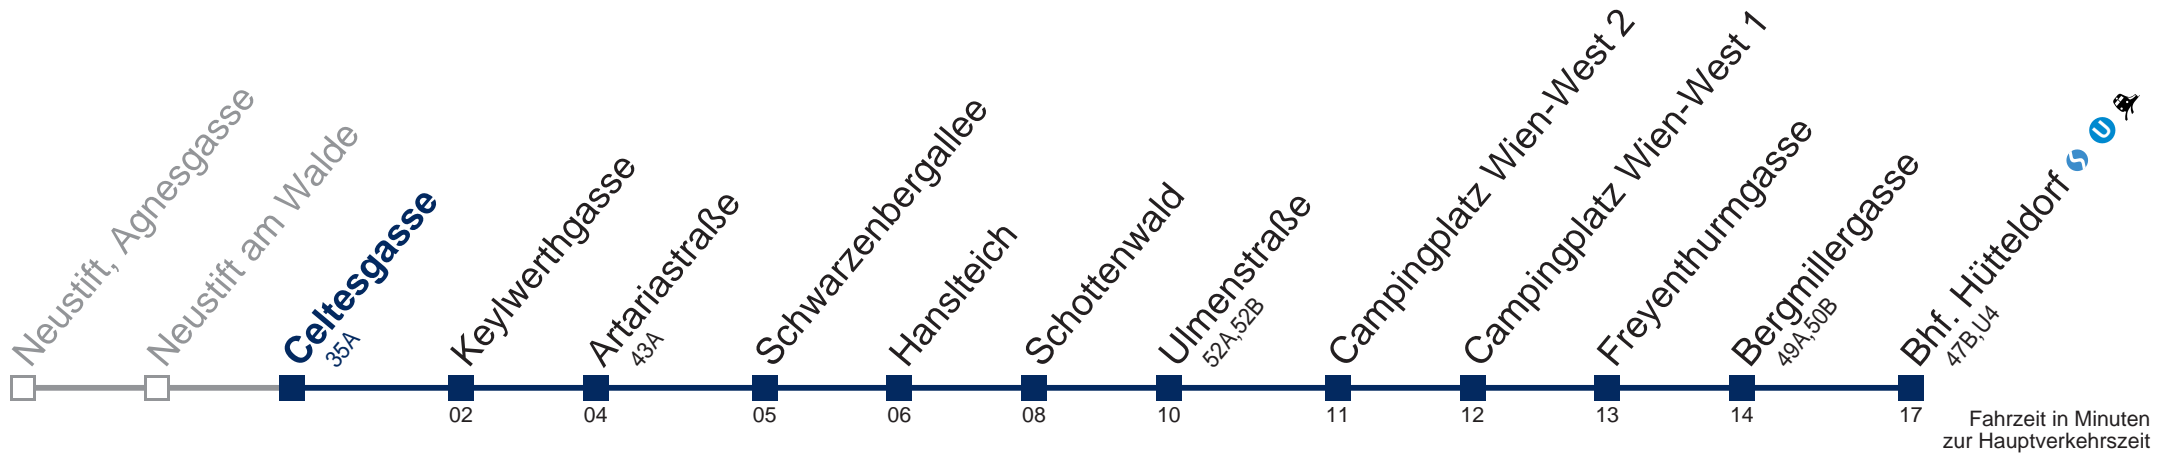 Neustift, Agnesgasse
Neustift am Walde
Celtesgasse
35A
Keylwerthgasse
Artariastraße
43A
Schwarzenbergallee
Hanslteich
Schottenwald
Ulmenstraße
52A,52B
Campingplatz Wien-West 2
Campingplatz Wien-West 1
Freyenthurmgasse
Bergmillergasse
49A,50B
Bhf. Hütteldorf S U
47B,U4
02 04 05 06 08 10 11 12 13 14 17
Fahrzeit in Minuten
zur Hauptverkehrszeit